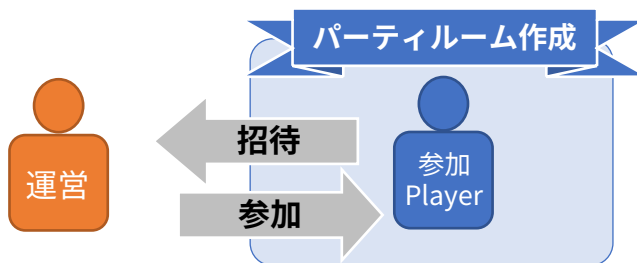 パーティルーム作成
招待
参加
Player
運営
参加